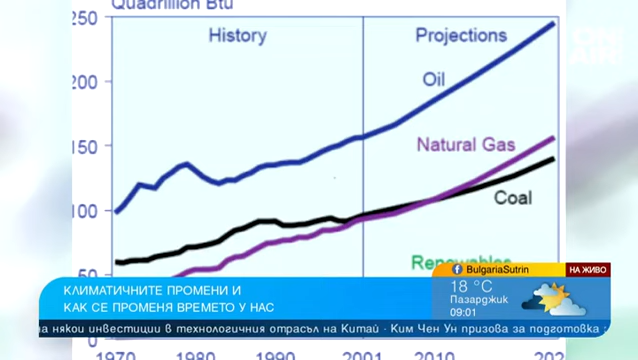 Quadrillion Btu
250
History
Projections
ON
AIR
Oil
200
150
Natural Gas
100
Coal
50
Renewables
BulgariaSutrin
НА ЖИВО
КЛИМАТИЧНИТЕ ПРОМЕНИ И
КАК СЕ ПРОМЕНЯ ВРЕМЕТО У НАС
18 °C
Пазарджик
09:01
на някои инвестиции в технологичния отрасъл на Китай · Ким Чен Ун призова за подготовка
1970 1980 1990 2001 2010 202